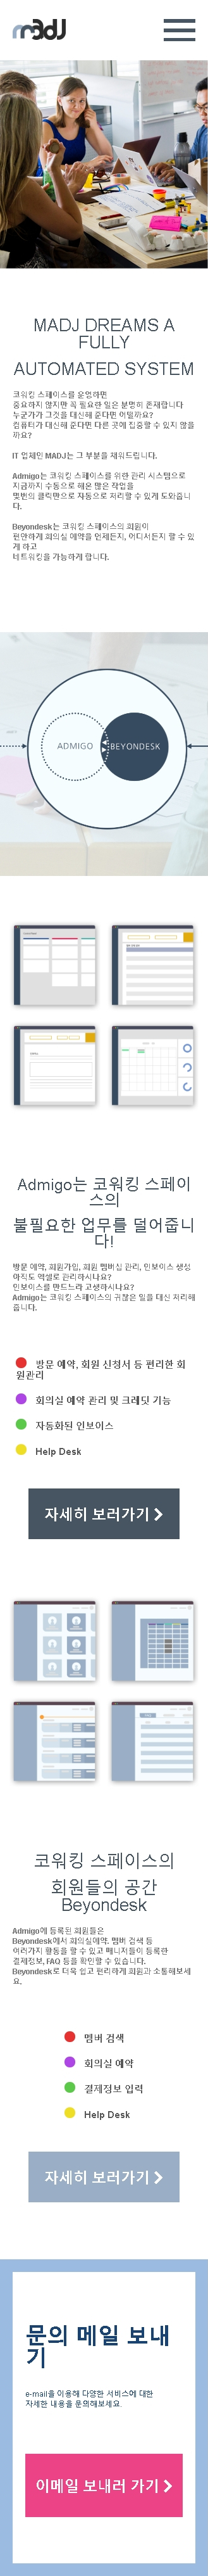 madJ
MADJ DREAMS A
FULLY
AUTOMATED SYSTEM
코워킹 스페이스를 운영하면
중요하지 않지만 꼭 필요한 일은 분명히 존재합니다
누군가가 그것을 대신해 준다면 어떨까요?
컴퓨터가 대신해 준다면 다른 곳에 집중할 수 있지 않을
까요?
IT 업체인 MADJ는 그 부분을 채워드립니다.
Admigo는 코워킹 스페이스를 위한 관리 시스템으로
지금까지 수동으로 해온 많은 작업을
몇번의 클릭만으로 자동으로 처리할 수 있게 도와줍니
다.
Beyondesk는 코워킹 스페이스의 회원이
편안하게 회의실 예약을 언제든지, 어디서든지 할 수 있
게 하고
네트워킹을 가능하게 합니다.
ADMIGO
BEYONDESK
Admigo는 코워킹 스페이
스의
불필요한 업무를 덜어줍니
다!
방문 예약, 회원가입, 회원 멤버십 관리, 인보이스 생성
아직도 엑셀로 관리하시나요?
인보이스를 만드느라 고생하시나요?
Admigo는 코워킹 스페이스의 귀찮은 일을 대신 처리해
줍니다.
방문 예약, 회원 신청서 등 편리한 회
원관리
회의실 예약 관리 및 크레딧 기능
자동화된 인보이스
Help Desk
자세히 보러가기
코워킹 스페이스의
회원들의 공간
Beyondesk
Admigo에 등록된 회원들은
Beyondesk에서 회의실예약, 멤버 검색 등
여러가지 활동을 할 수 있고 매니저들이 등록한
결제정보, FAQ 등을 확인할 수 있습니다.
Beyondesk로 더욱 쉽고 편리하게 회원과 소통해보세
요.
멤버 검색
회의실 예약
결제정보 입력
Help Desk
자세히 보러가기
문의 메일 보내
기
e-mail을 이용해 다양한 서비스에 대한
자세한 내용을 문의해보세요.
이메일 보내러 가기